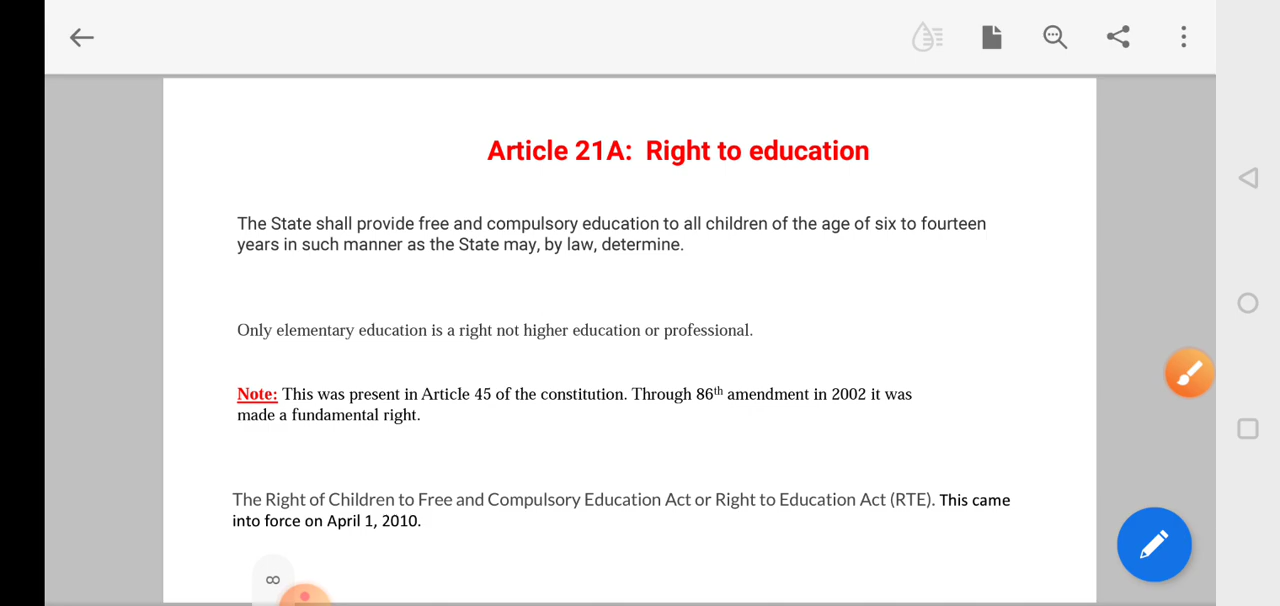 Article 21A: Right to education
The State shall provide free and compulsory education to all children of the age of six to fourteen
years in such manner as the State may, by law, determine.
Only elementary education is a right not higher education or professional.
Note: This was present in Article 45 of the constitution. Through 86th amendment in 2002 it was
made a fundamental right.
The Right of Children to Free and Compulsory Education Act or Right to Education Act (RTE). This came
into force on April 1, 2010.
8